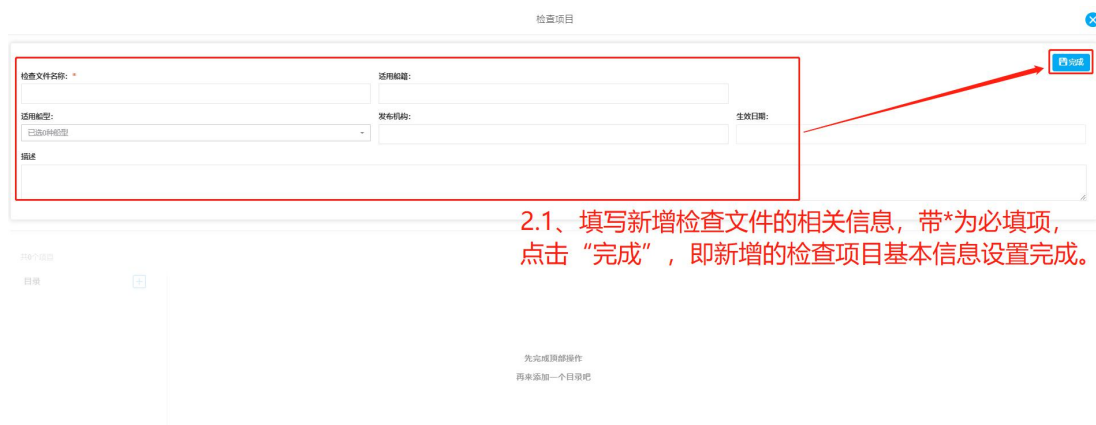 检查项目
完成
检查文件名称: *
适用船籍:
适用船型:
发布机构:
生效日期:
已选0种船型
描述
2.1、填写新增检查文件的相关信息，带*为必填项，
点击“完成”，即新增的检查项目基本信息设置完成。
目录
先完成顶部操作
再来添加一个目录吧